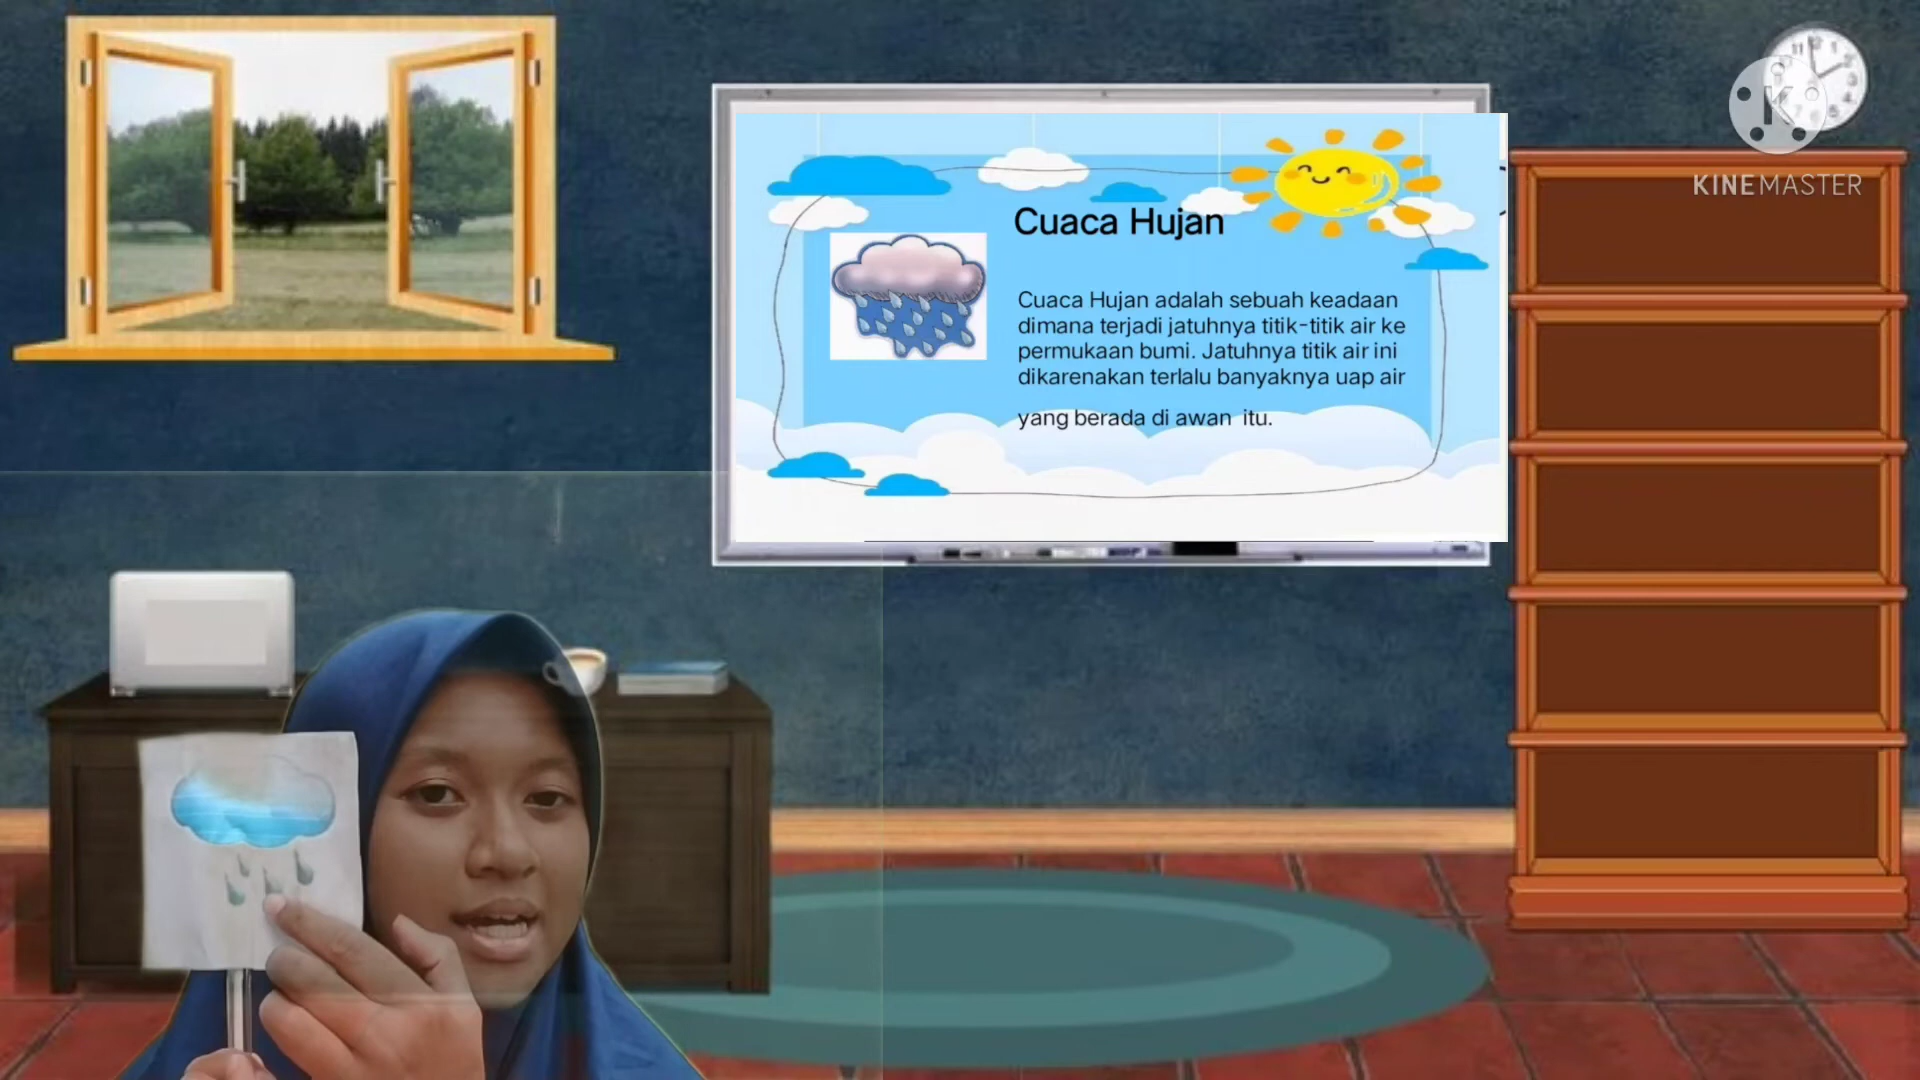 Cuaca Hujan
Cuaca Hujan adalah sebuah keadaan
dimana terjadi jatuhnya titik-titik air ke
permukaan bumi. Jatuhnya titik air ini
dikarenakan terlalu banyaknya uap air
yang berada di awan itu.
K
KINEMASTER